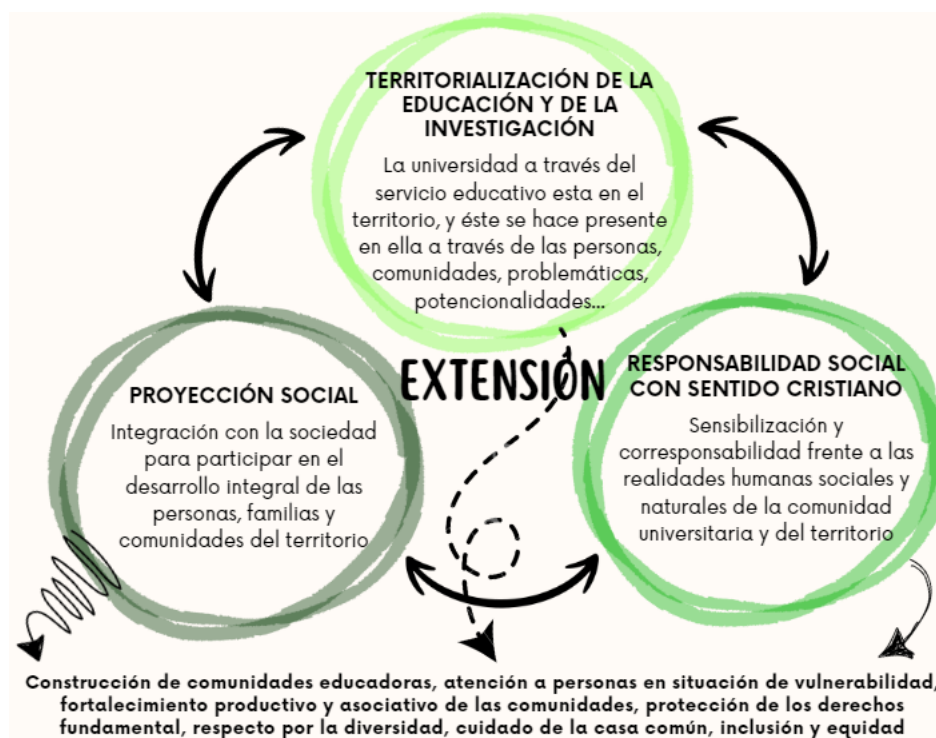 TERRITORIALIZACIÓN DE LA
EDUCACIÓN Y DE LA
INVESTIGACIÓN
La universidad a través del
servicio educativo esta en el
territorio, y éste se hace presente
en ella a través de las personas,
comunidades, problemáticas,
potencionalidades...
EXTENSIÓN
PROYECCIÓN SOCIAL
Integración con la sociedad
para participar en el
desarrollo integral de las
personas, familias y
comunidades del territorio
RESPONSABILIDAD SOCIAL
CON SENTIDO CRISTIANO
Sensibilización y
corresponsabilidad frente a las
realidades humanas sociales y
naturales de la comunidad
universitaria y del territorio
Construcción de comunidades educadoras, atención a personas en situación de vulnerabilidad,
fortalecimiento productivo y asociativo de las comunidades, protección de los derechos
fundamental, respecto por la diversidad, cuidado de la casa común, inclusión y equidad